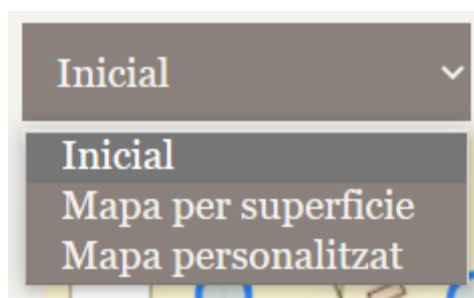 Inicial
Inicial
Mapa per superficie
Mapa personalitzat